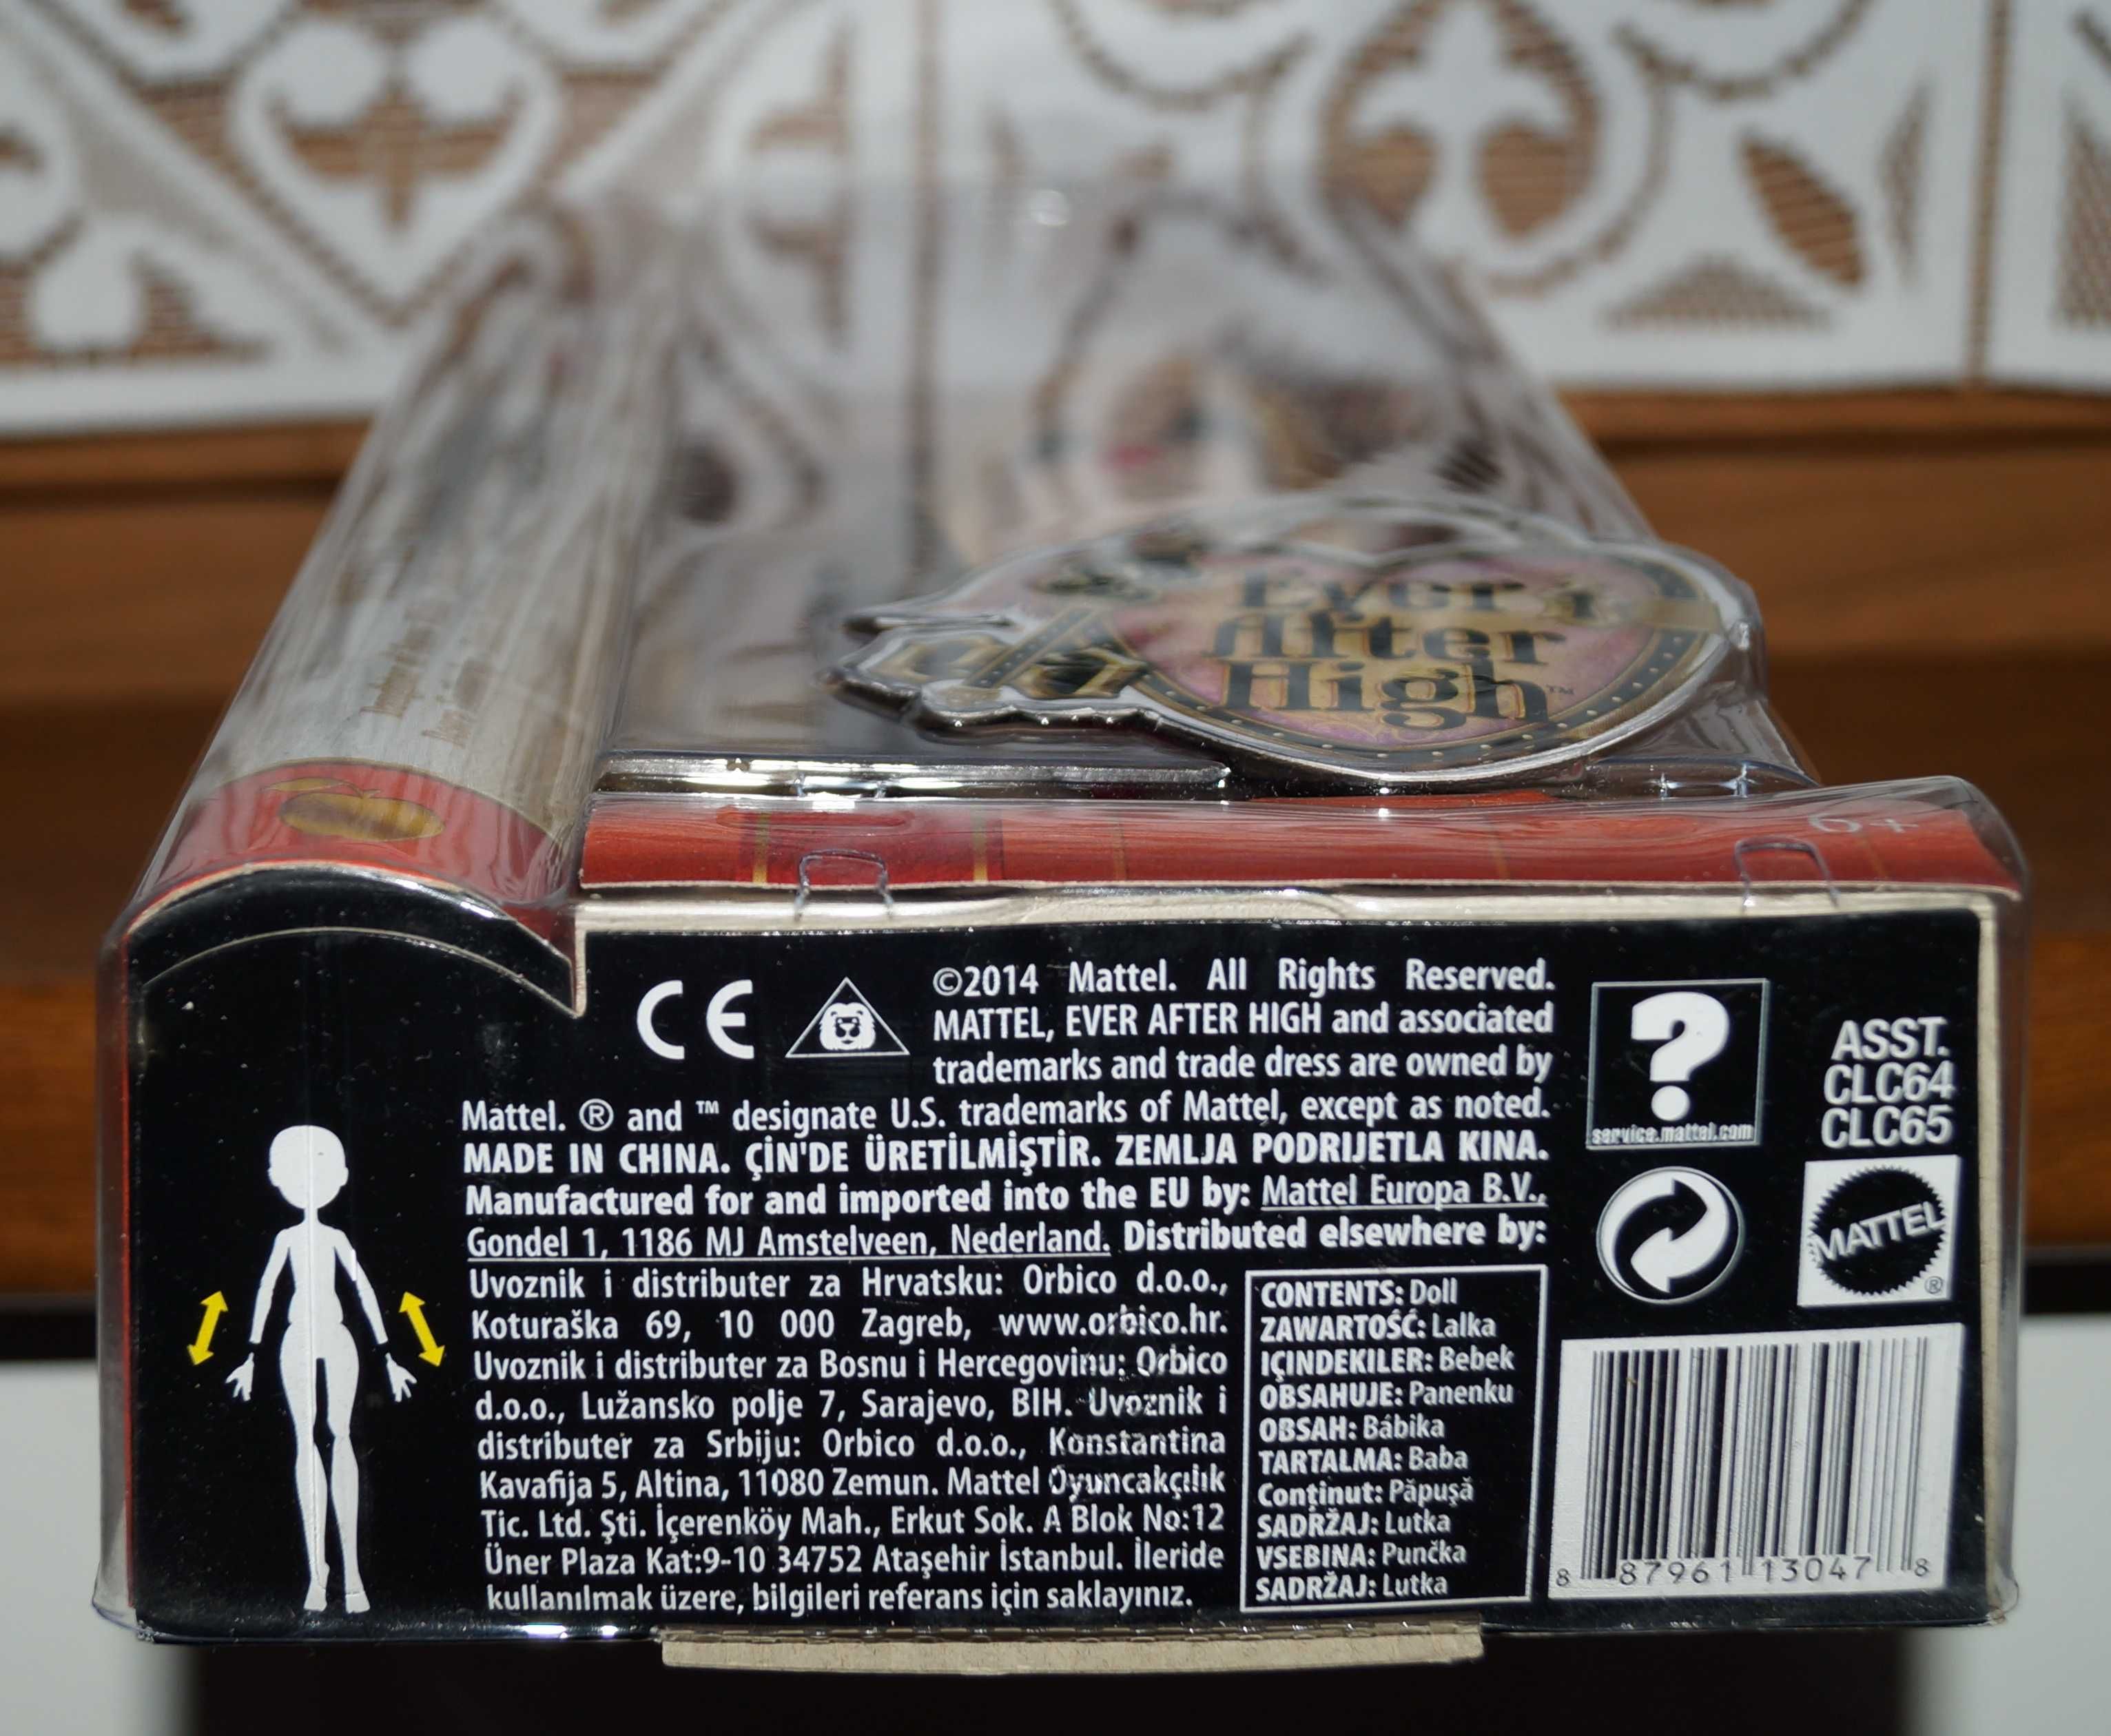 Ever
After
High™
6+
CE
©2014 Mattel. All Rights Reserved.
MATTEL, EVER AFTER HIGH and associated
trademarks and trade dress are owned by
Mattel. ® and ™ designate U.S. trademarks of Mattel, except as noted.
MADE IN CHINA. ÇİN'DE ÜRETİLMİŞTİR. ZEMLJA PODRIJETLA KINA.
Manufactured for and imported into the EU by: Mattel Europa B.V.,
Gondel 1, 1186 MJ Amstelveen, Nederland. Distributed elsewhere by:
Uvoznik i distributer za Hrvatsku: Orbico d.o.o.,
Koturaška 69, 10 000 Zagreb, www.orbico.hr.
Uvoznik i distributer za Bosnu i Hercegovinu: Orbico
d.o.o., Lužansko polje 7, Sarajevo, BIH. Uvoznik i
distributer za Srbiju: Orbico d.o.o., Konstantina
Kavafija 5, Altina, 11080 Zemun. Mattel Oyuncakçılık
Tic. Ltd. Şti. İçerenköy Mah., Erkut Sok. A Blok No:12
Üner Plaza Kat:9-10 34752 Ataşehir İstanbul. İleride
kullanılmak üzere, bilgileri referans için saklayınız.
CONTENTS: Doll
ZAWARTOŚĆ: Lalka
IÇINDEKILER: Bebek
OBSAHUJE: Panenku
OBSAH: Bábika
TARTALMA: Baba
Conţinut: Păpuşă
SADRŽAJ: Lutka
VSEBINA: Punčka
SADRŽAJ: Lutka
?
service.mattel.com
ASST.
CLC64
CLC65
MATTEL®
8 87961 13047 8